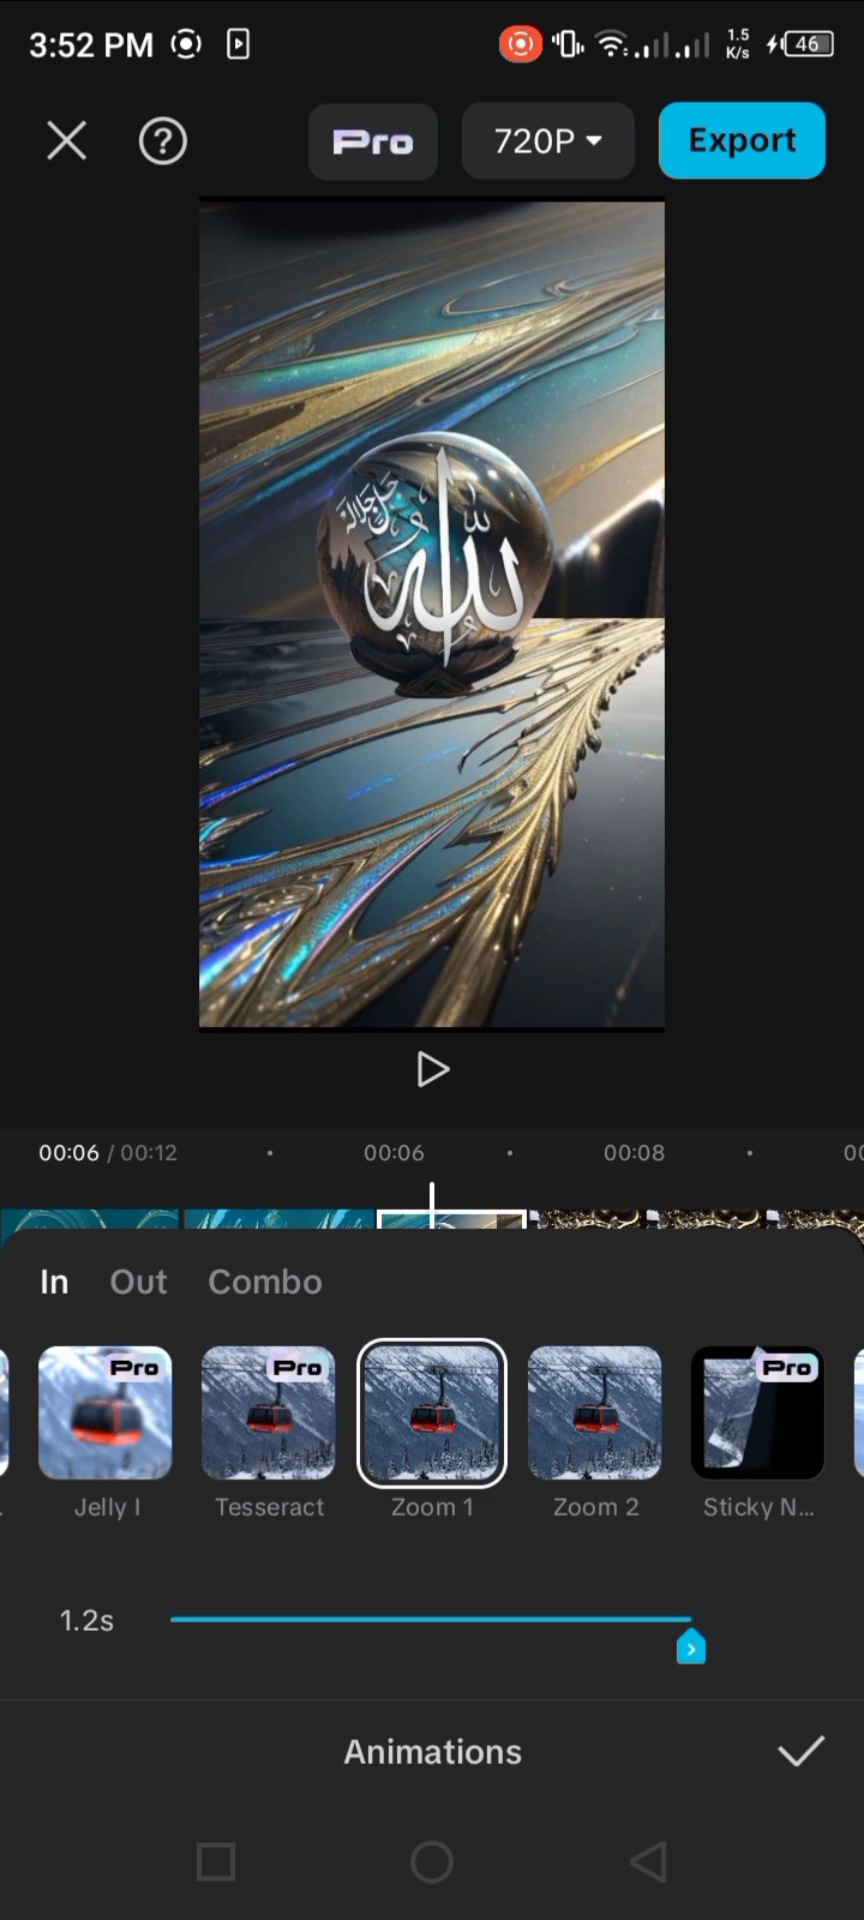 3:52 PM
1.5
K/s
46
Pro
720P
Export
الله
جل جلاله
00:06 / 00:12
00:06
00:08
In
Out
Combo
Pro
Pro
Pro
Jelly I
Tesseract
Zoom 1
Zoom 2
Sticky N...
1.2s
Animations